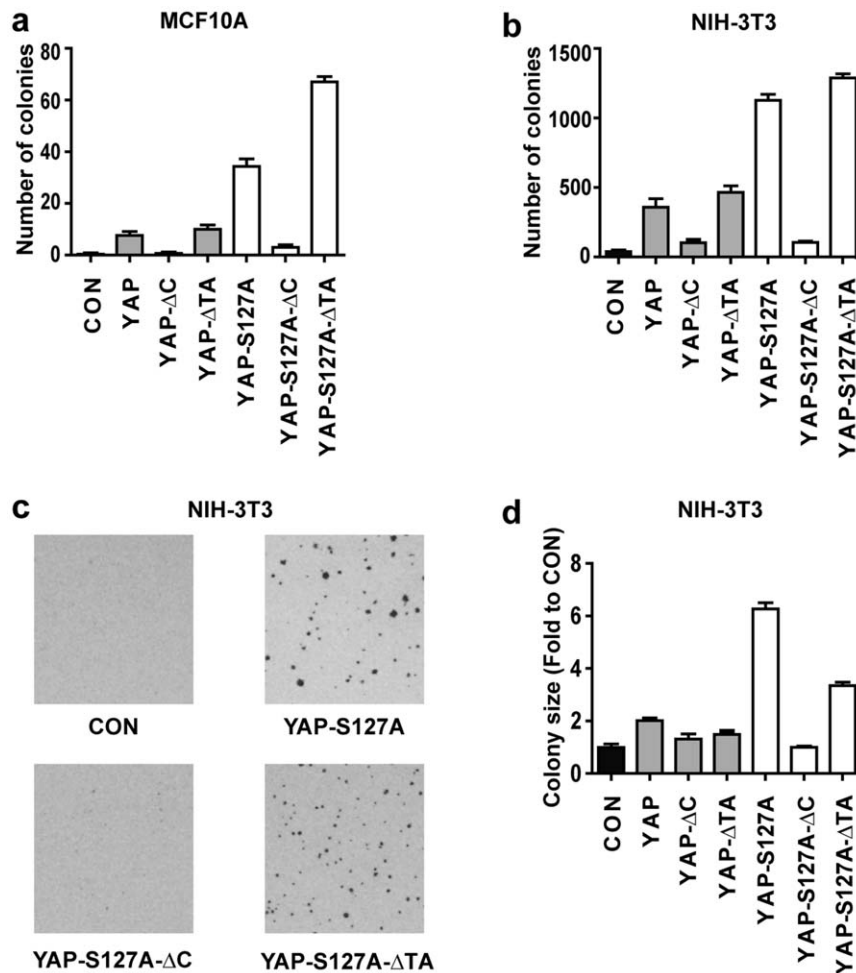 a
MCF10A
Number of colonies
80
60
40
20
0
CON
YAP
YAP-ΔC
YAP-ΔTA
YAP-S127A
YAP-S127A-ΔC
YAP-S127A-ΔTA
b
NIH-3T3
Number of colonies
1500
1000
500
0
CON
YAP
YAP-ΔC
YAP-ΔTA
YAP-S127A
YAP-S127A-ΔC
YAP-S127A-ΔTA
c
NIH-3T3
CON
YAP-S127A
YAP-S127A-ΔC
YAP-S127A-ΔTA
d
NIH-3T3
Colony size (Fold to CON)
8
6
4
2
0
CON
YAP
YAP-ΔC
YAP-ΔTA
YAP-S127A
YAP-S127A-ΔC
YAP-S127A-ΔTA